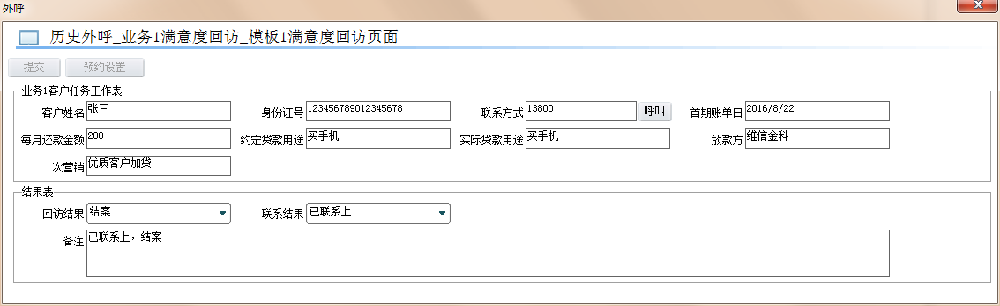 外呼
历史外呼_业务1满意度回访_模板1满意度回访页面
提交 预约设置
业务1客户任务工作表
客户姓名 张三 身份证号 123456789012345678 联系方式 13800 呼叫 首期账单日 2016/8/22
每月还款金额 200 约定贷款用途 买手机 实际贷款用途 买手机 放款方 维信金科
二次营销 优质客户加贷
结果表
回访结果 结案 联系结果 已联系上
备注 已联系上，结案